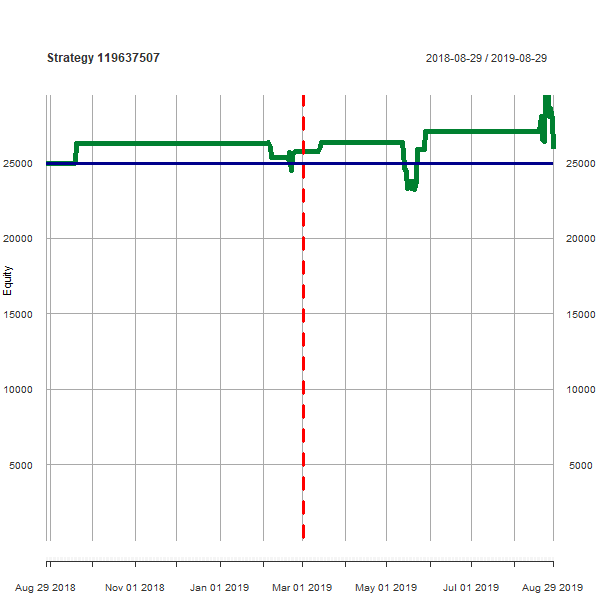 Strategy 119637507
2018-08-29 / 2019-08-29
25000
25000
20000
20000
Equity
15000
15000
10000
10000
5000
5000
Aug 29 2018
Nov 01 2018
Jan 01 2019
Mar 01 2019
May 01 2019
Jul 01 2019
Aug 29 2019